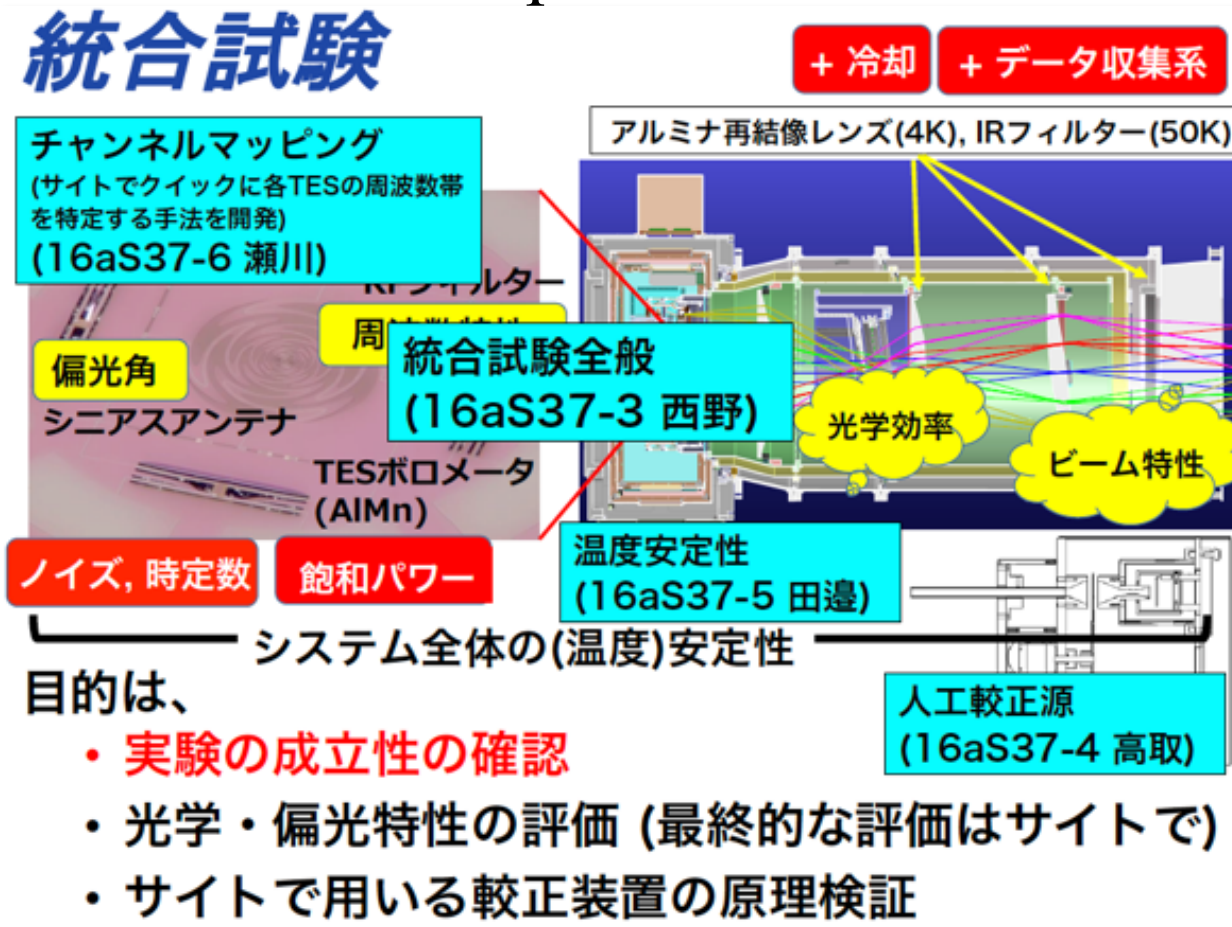 統合試験
+ 冷却
+ データ収集系
チャンネルマッピング
(サイトでクイックに各TESの周波数帯
を特定する手法を開発)
(16aS37-6 瀬川)
アルミナ再結像レンズ(4K), IRフィルター(50K)
偏光角
統合試験全般
(16aS37-3 西野)
シニアスアンテナ
光学効率
ビーム特性
TESボロメータ
(AlMn)
ノイズ, 時定数
飽和パワー
温度安定性
(16aS37-5 田邉)
システム全体の(温度)安定性
人工較正源
(16aS37-4 高取)
目的は、
・実験の成立性の確認
・光学・偏光特性の評価 (最終的な評価はサイトで)
・サイトで用いる較正装置の原理検証